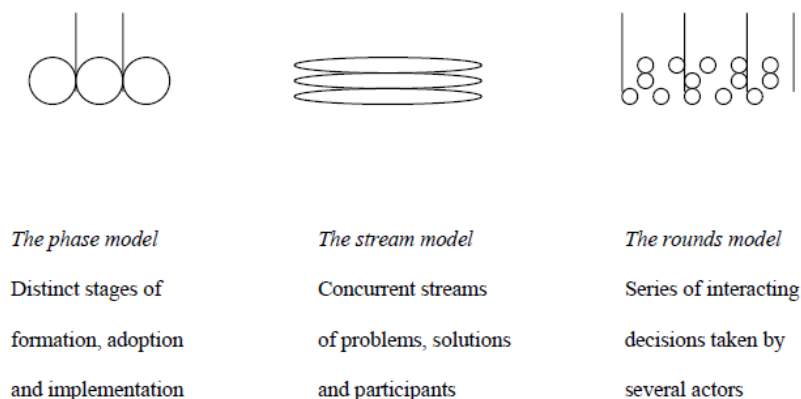 The phase model
Distinct stages of
formation, adoption
and implementation
The stream model
Concurrent streams
of problems, solutions
and participants
The rounds model
Series of interacting
decisions taken by
several actors